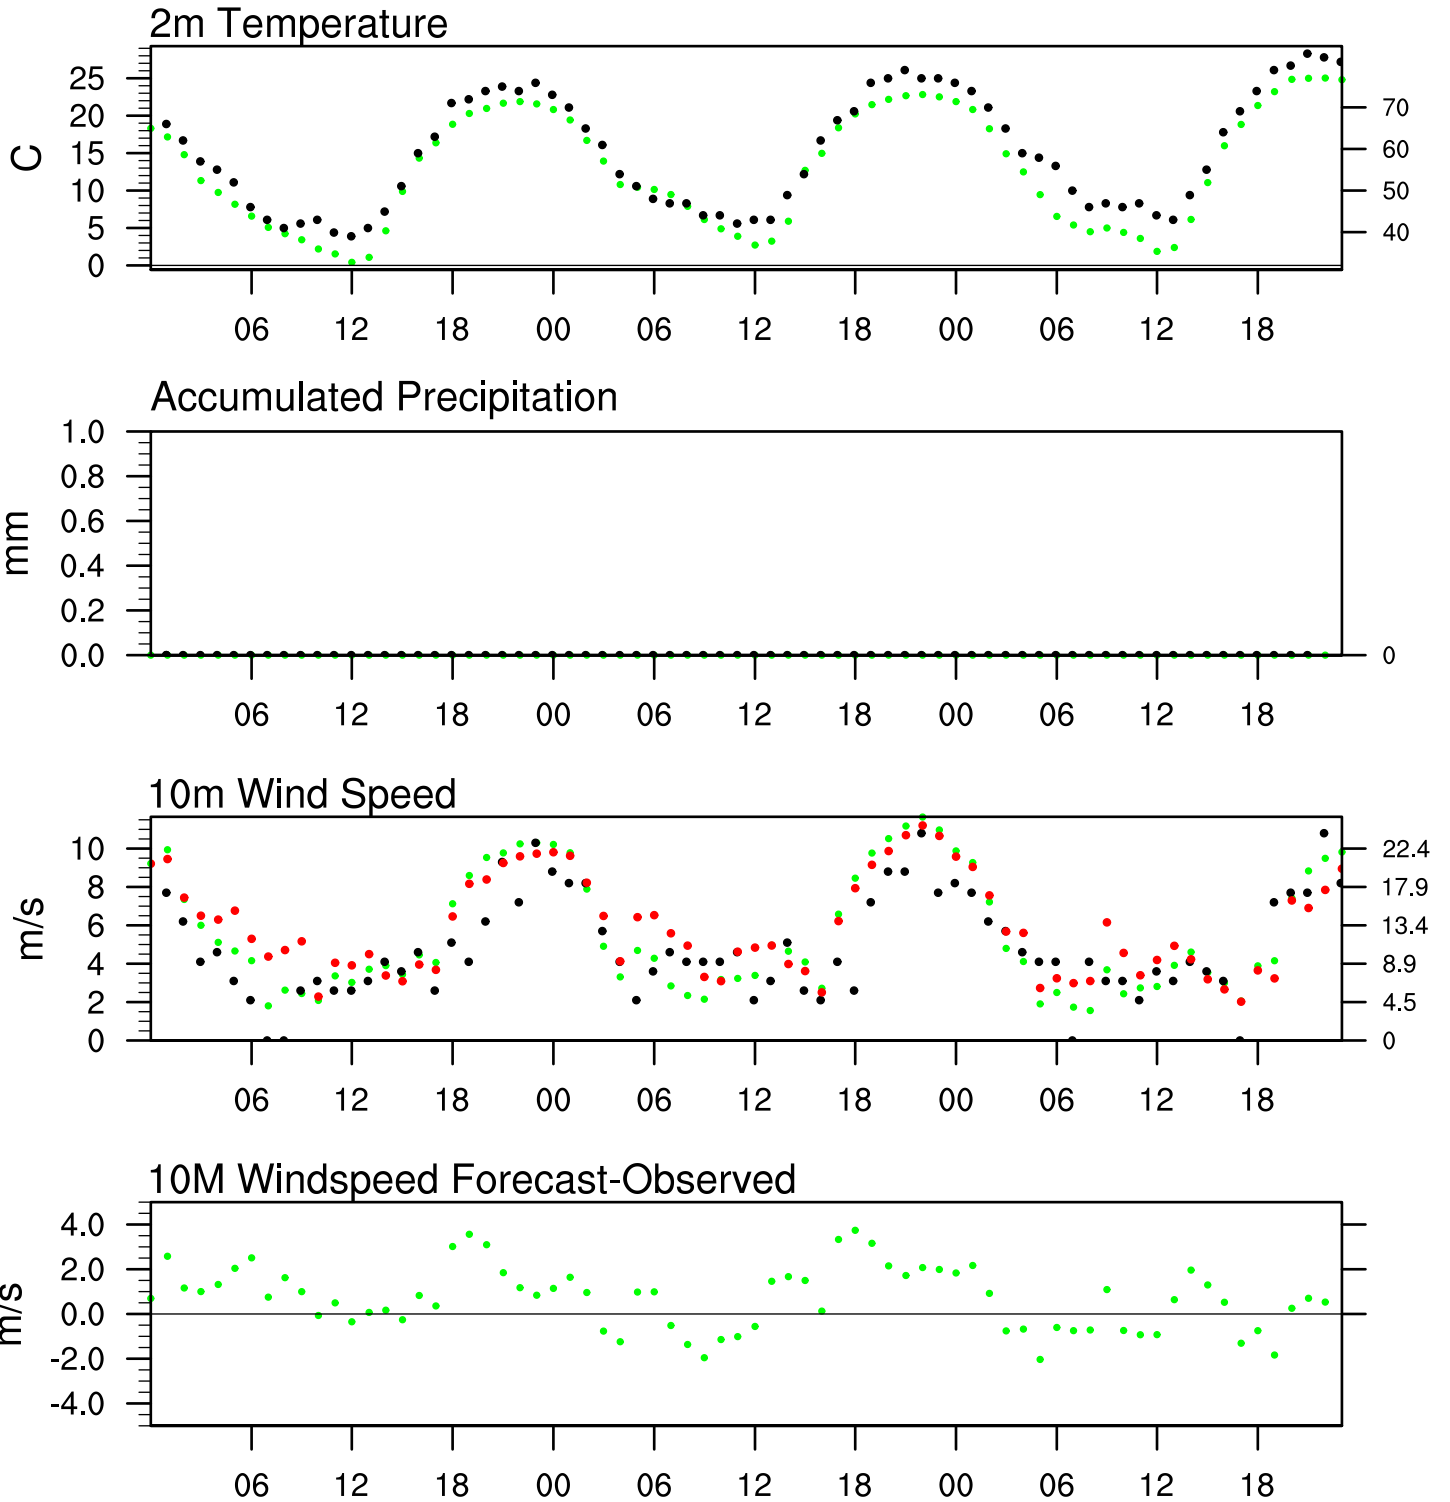 2m Temperature
C
25
20
15
10
5
0
70
60
50
40
06 12 18 00 06 12 18 00 06 12 18
Accumulated Precipitation
mm
1.0
0.8
0.6
0.4
0.2
0.0
0
06 12 18 00 06 12 18 00 06 12 18
10m Wind Speed
m/s
10
8
6
4
2
0
22.4
17.9
13.4
8.9
4.5
0
06 12 18 00 06 12 18 00 06 12 18
10M Windspeed Forecast-Observed
m/s
4.0
2.0
0.0
-2.0
-4.0
06 12 18 00 06 12 18 00 06 12 18